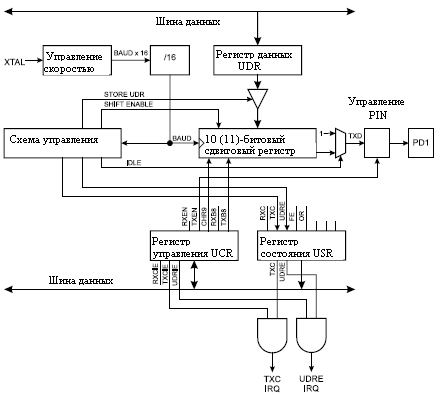 Шина данных
XTAL
Управление
скоростью
BAUD x 16
/16
Регистр данных
UDR
STORE UDR
SHIFT ENABLE
Управление
PIN
Схема управления
BAUD
10 (11)-битовый
сдвиговый регистр
1
TXD
PD1
IDLE
RXEN
TXEN
CHR9
RXB8
TXB8
RXC
TXC
UDRE
FE
OR
Регистр
управления UCR
Регистр
состояния USR
RXCIE
TXCIE
UDRIE
TXC
UDRE
Шина данных
TXC
IRQ
UDRE
IRQ